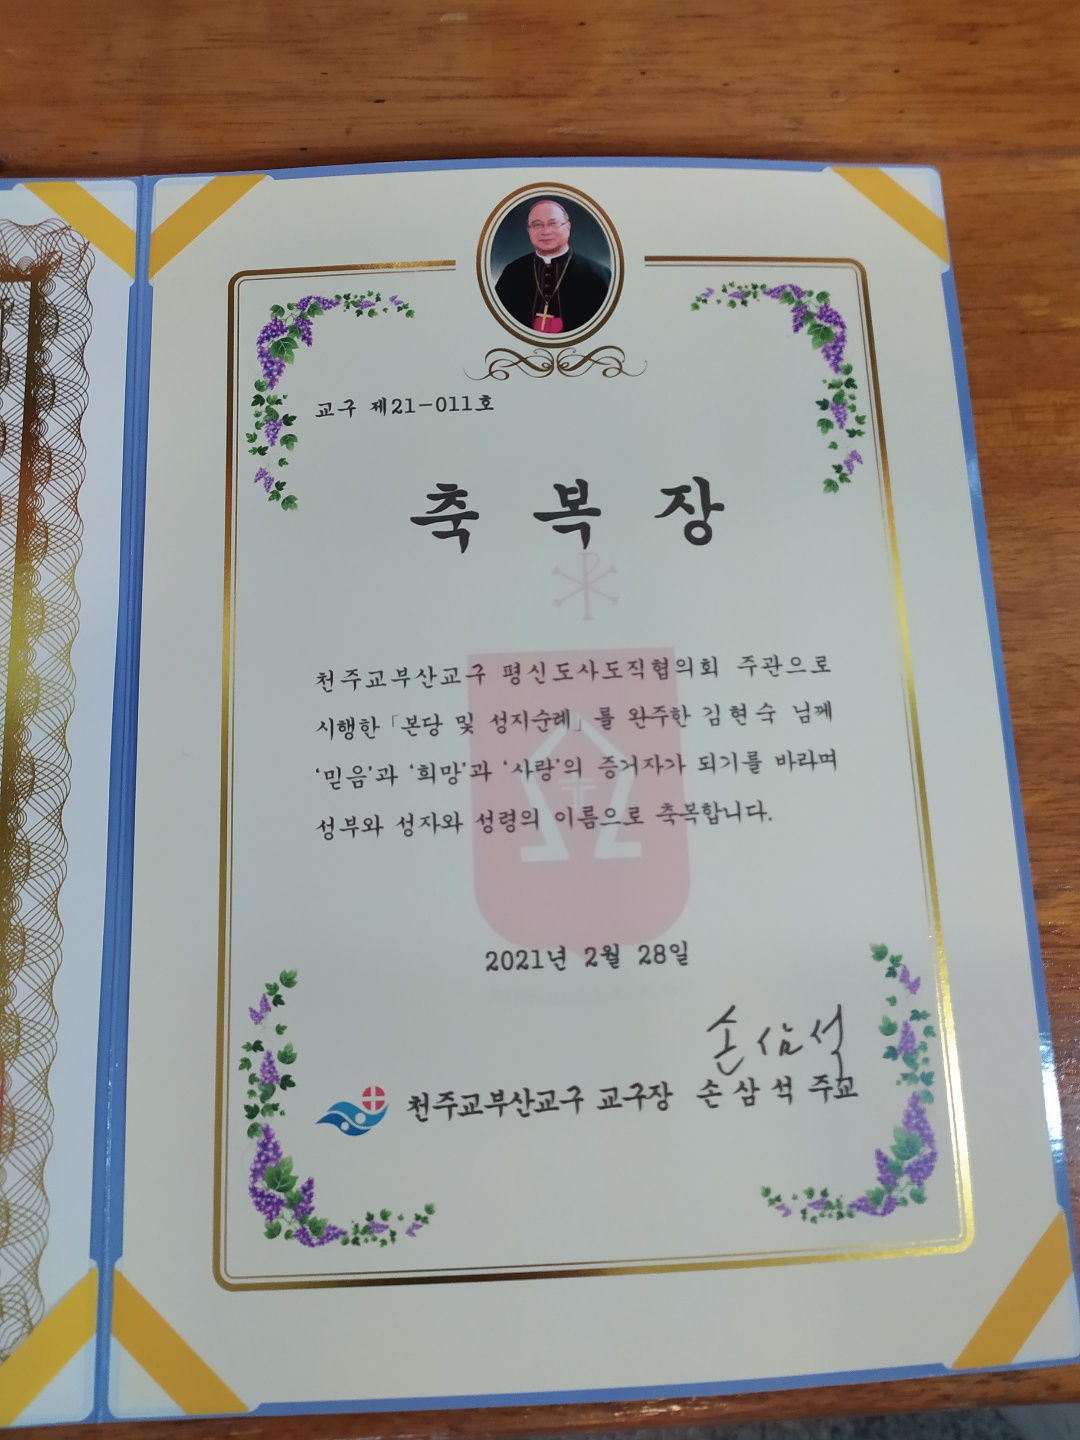 교구 제21-011호
축 복 장
천주교부산교구 평신도사도직협의회 주관으로
시행한 「본당 및 성지순례」를 완주한 김현숙 님께
‘믿음’과 ‘희망’과 ‘사랑’의 증거자가 되기를 바라며
성부와 성자와 성령의 이름으로 축복합니다.
2021년 2월 28일
손삼석
천주교부산교구 교구장 손 삼 석 주교